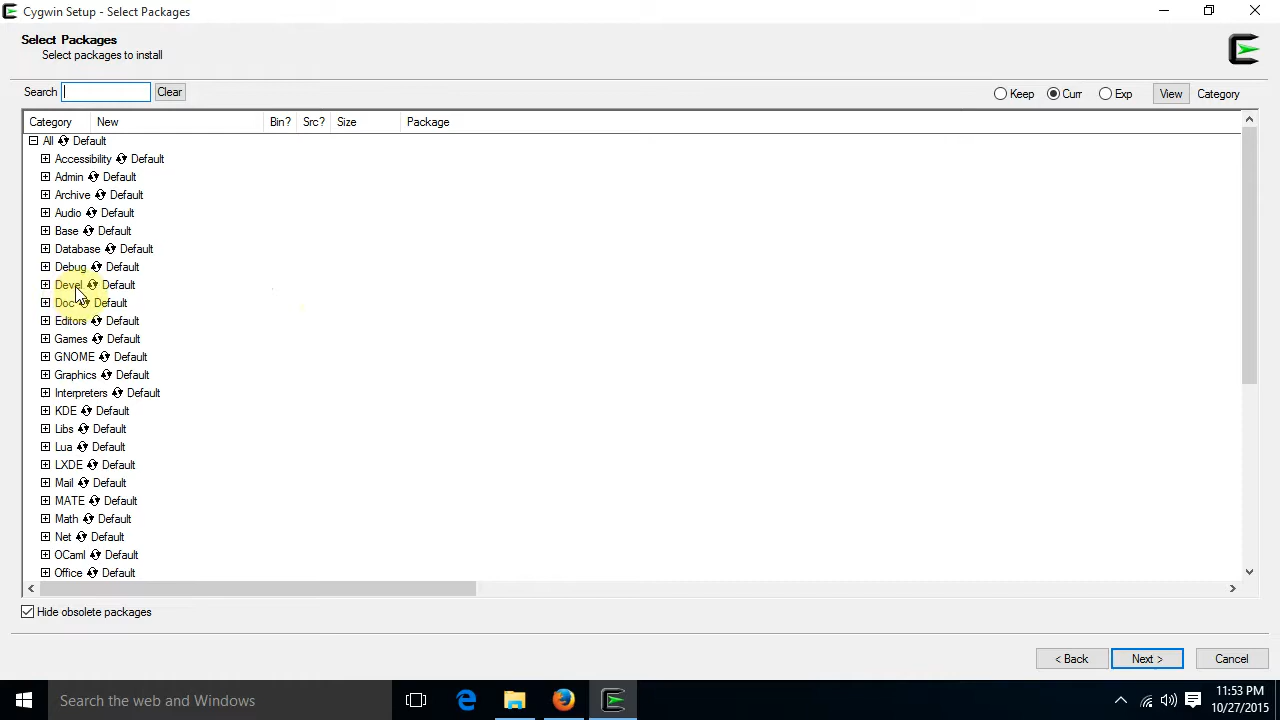 Cygwin Setup - Select Packages
Select Packages
Select packages to install
Search Clear Keep Curr Exp View Category
Category New Bin? Src? Size Package
All Default
Accessibility Default
Admin Default
Archive Default
Audio Default
Base Default
Database Default
Debug Default
Devel Default
Doc Default
Editors Default
Games Default
GNOME Default
Graphics Default
Interpreters Default
KDE Default
Libs Default
Lua Default
LXDE Default
Mail Default
MATE Default
Math Default
Net Default
OCaml Default
Office Default
Hide obsolete packages
< Back Next > Cancel
Search the web and Windows
11:53 PM
10/27/2015